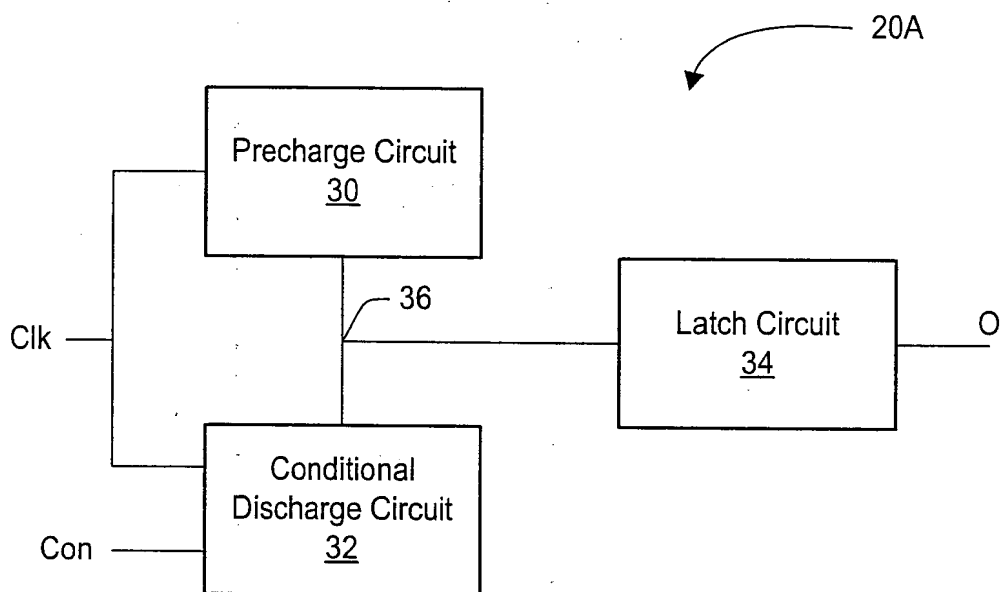 20A
Precharge Circuit
30
36
Clk
Latch Circuit
34
O
Conditional
Discharge Circuit
32
Con